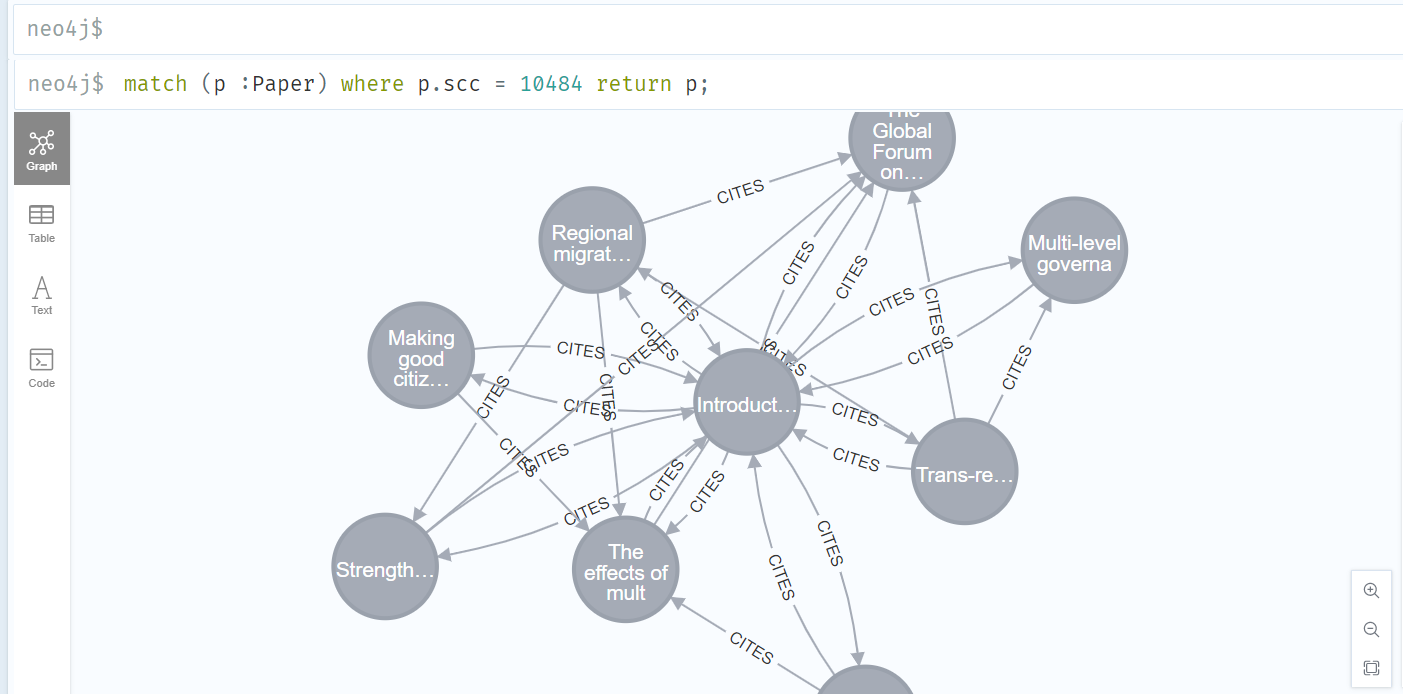 neo4j$
neo4j$ match (p :Paper) where p.scc = 10484 return p;
Graph
Table
Text
Code
The
Global
Forum
on...
CITES
Regional
migrat...
Multi-level
governa
CITES
CITES
CITES
CITES
CITES
Making
good
citiz...
CITES
CITES
CITES
CITES
CITES
CITES
CITES
CITES
CITES
Introduct...
CITES
CITES
CITES
CITES
CITES
CITES
Trans-re...
CITES
CITES
Strength...
The
effects of
mult
CITES
CITES
CITES